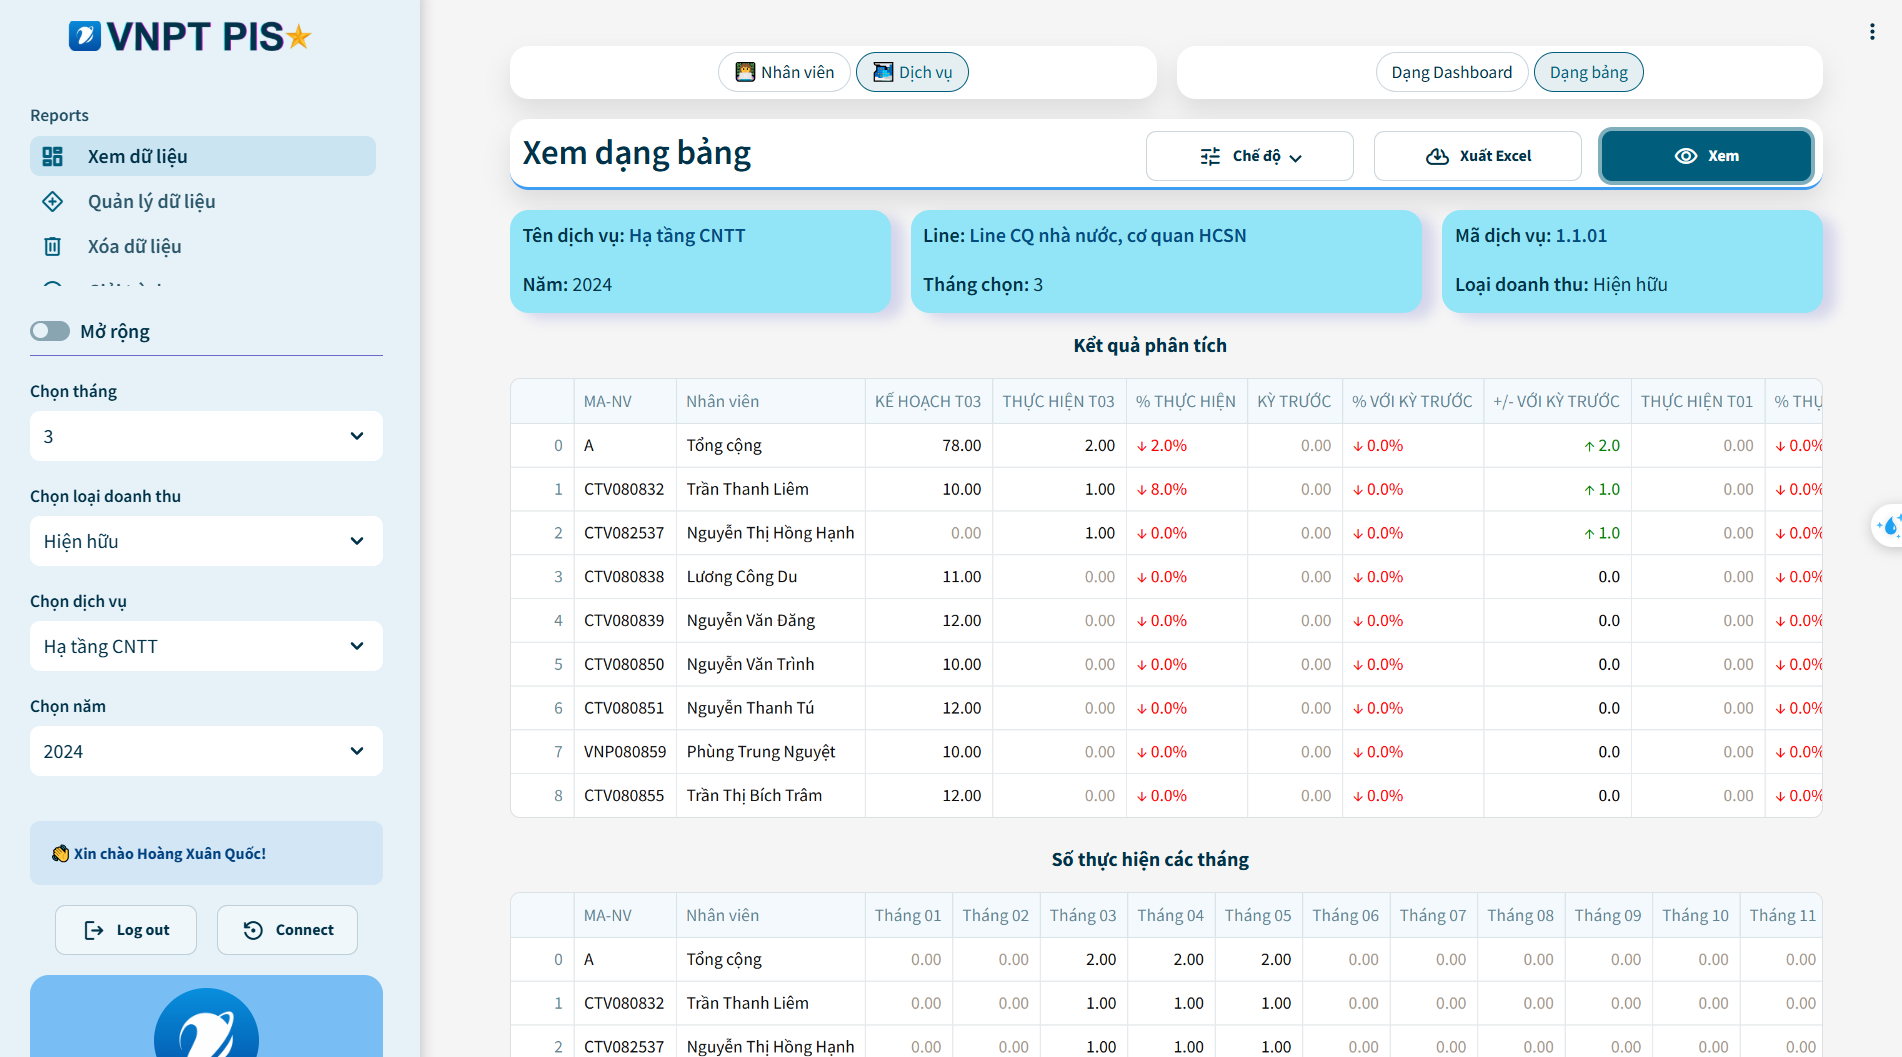 VNPT PIS
Reports
Xem dữ liệu
Quản lý dữ liệu
Xóa dữ liệu
Mở rộng
Chọn tháng
3
Chọn loại doanh thu
Hiện hữu
Chọn dịch vụ
Hạ tầng CNTT
Chọn năm
2024
Xin chào Hoàng Xuân Quốc!
Log out Connect
Nhân viên Dịch vụ Dạng Dashboard Dạng bảng
Xem dạng bảng Chế độ Xuất Excel Xem
Tên dịch vụ: Hạ tầng CNTT Line: Line CQ nhà nước, cơ quan HCSN Mã dịch vụ: 1.1.01
Năm: 2024 Tháng chọn: 3 Loại doanh thu: Hiện hữu
Kết quả phân tích
MA-NV Nhân viên KẾ HOẠCH T03 THỰC HIỆN T03 % THỰC HIỆN KỲ TRƯỚC % VỚI KỲ TRƯỚC +/- VỚI KỲ TRƯỚC THỰC HIỆN T01 % THỰ
0 A Tổng cộng 78.00 2.00 ↓ 2.0% 0.00 ↓ 0.0% ↑ 2.0 0.00 ↓ 0.0%
1 CTV080832 Trần Thanh Liêm 10.00 1.00 ↓ 8.0% 0.00 ↓ 0.0% ↑ 1.0 0.00 ↓ 0.0%
2 CTV082537 Nguyễn Thị Hồng Hạnh 0.00 1.00 ↓ 0.0% 0.00 ↓ 0.0% ↑ 1.0 0.00 ↓ 0.0%
3 CTV080838 Lương Công Du 11.00 0.00 ↓ 0.0% 0.00 ↓ 0.0% 0.0 0.00 ↓ 0.0%
4 CTV080839 Nguyễn Văn Đăng 12.00 0.00 ↓ 0.0% 0.00 ↓ 0.0% 0.0 0.00 ↓ 0.0%
5 CTV080850 Nguyễn Văn Trình 10.00 0.00 ↓ 0.0% 0.00 ↓ 0.0% 0.0 0.00 ↓ 0.0%
6 CTV080851 Nguyễn Thanh Tú 12.00 0.00 ↓ 0.0% 0.00 ↓ 0.0% 0.0 0.00 ↓ 0.0%
7 VNP080859 Phùng Trung Nguyệt 10.00 0.00 ↓ 0.0% 0.00 ↓ 0.0% 0.0 0.00 ↓ 0.0%
8 CTV080855 Trần Thị Bích Trâm 12.00 0.00 ↓ 0.0% 0.00 ↓ 0.0% 0.0 0.00 ↓ 0.0%
Số thực hiện các tháng
MA-NV Nhân viên Tháng 01 Tháng 02 Tháng 03 Tháng 04 Tháng 05 Tháng 06 Tháng 07 Tháng 08 Tháng 09 Tháng 10 Tháng 11
0 A Tổng cộng 0.00 0.00 2.00 2.00 2.00 0.00 0.00 0.00 0.00 0.00 0.00
1 CTV080832 Trần Thanh Liêm 0.00 0.00 1.00 1.00 1.00 0.00 0.00 0.00 0.00 0.00 0.00
2 CTV082537 Nguyễn Thị Hồng Hạnh 0.00 0.00 1.00 1.00 1.00 0.00 0.00 0.00 0.00 0.00 0.00